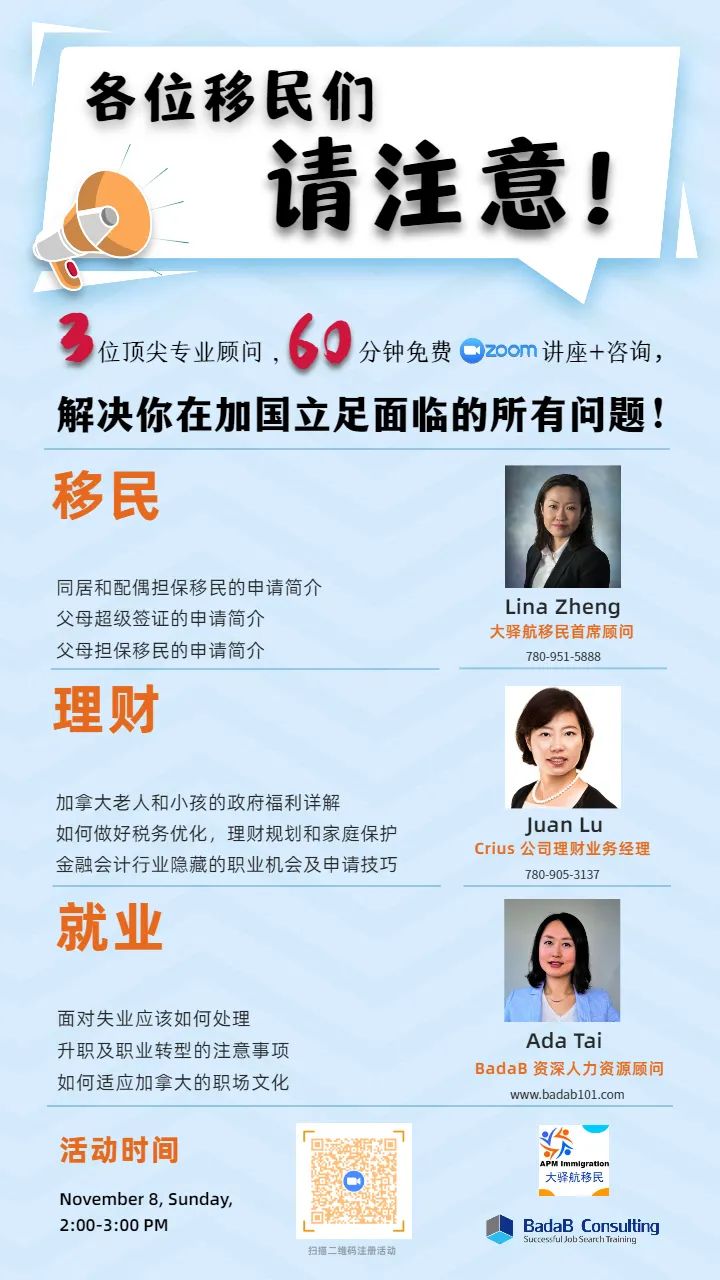 各位移民们
请注意!
3位顶尖专业顾问,60分钟免费 zoom 讲座+咨询,
解决你在加国立足面临的所有问题!
移民
同居和配偶担保移民的申请简介
父母超级签证的申请简介
父母担保移民的申请简介
Lina Zheng
大驿航移民首席顾问
780-951-5888
理财
加拿大老人和小孩的政府福利详解
如何做好税务优化，理财规划和家庭保护
金融会计行业隐藏的职业机会及申请技巧
Juan Lu
Crius 公司理财业务经理
780-905-3137
就业
面对失业应该如何处理
升职及职业转型的注意事项
如何适应加拿大的职场文化
Ada Tai
BadaB 资深人力资源顾问
www.badab101.com
活动时间
November 8, Sunday,
2:00-3:00 PM
扫描二维码注册活动
APM Immigration
大驿航移民
BadaB Consulting
Successful Job Search Training